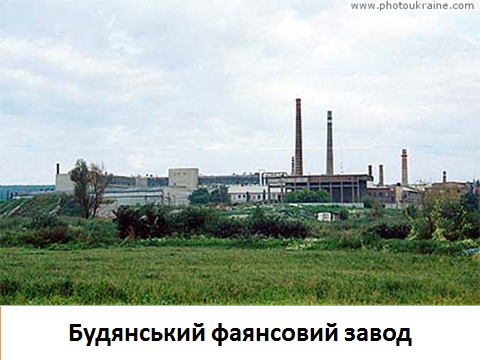 www.photoukraine.com
Будянський фаянсовий завод